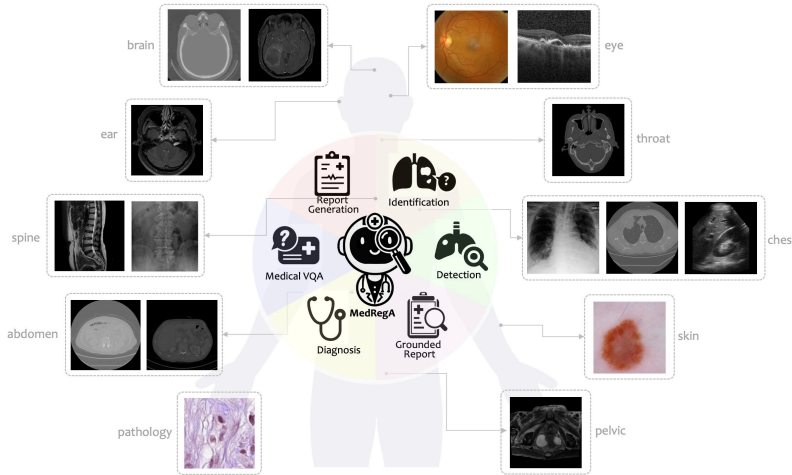 brain
eye
ear
throat
Report
Generation
Identification
spine
ches
Medical VQA
Detection
MedRegA
abdomen
skin
Diagnosis
Grounded
Report
pathology
pelvic